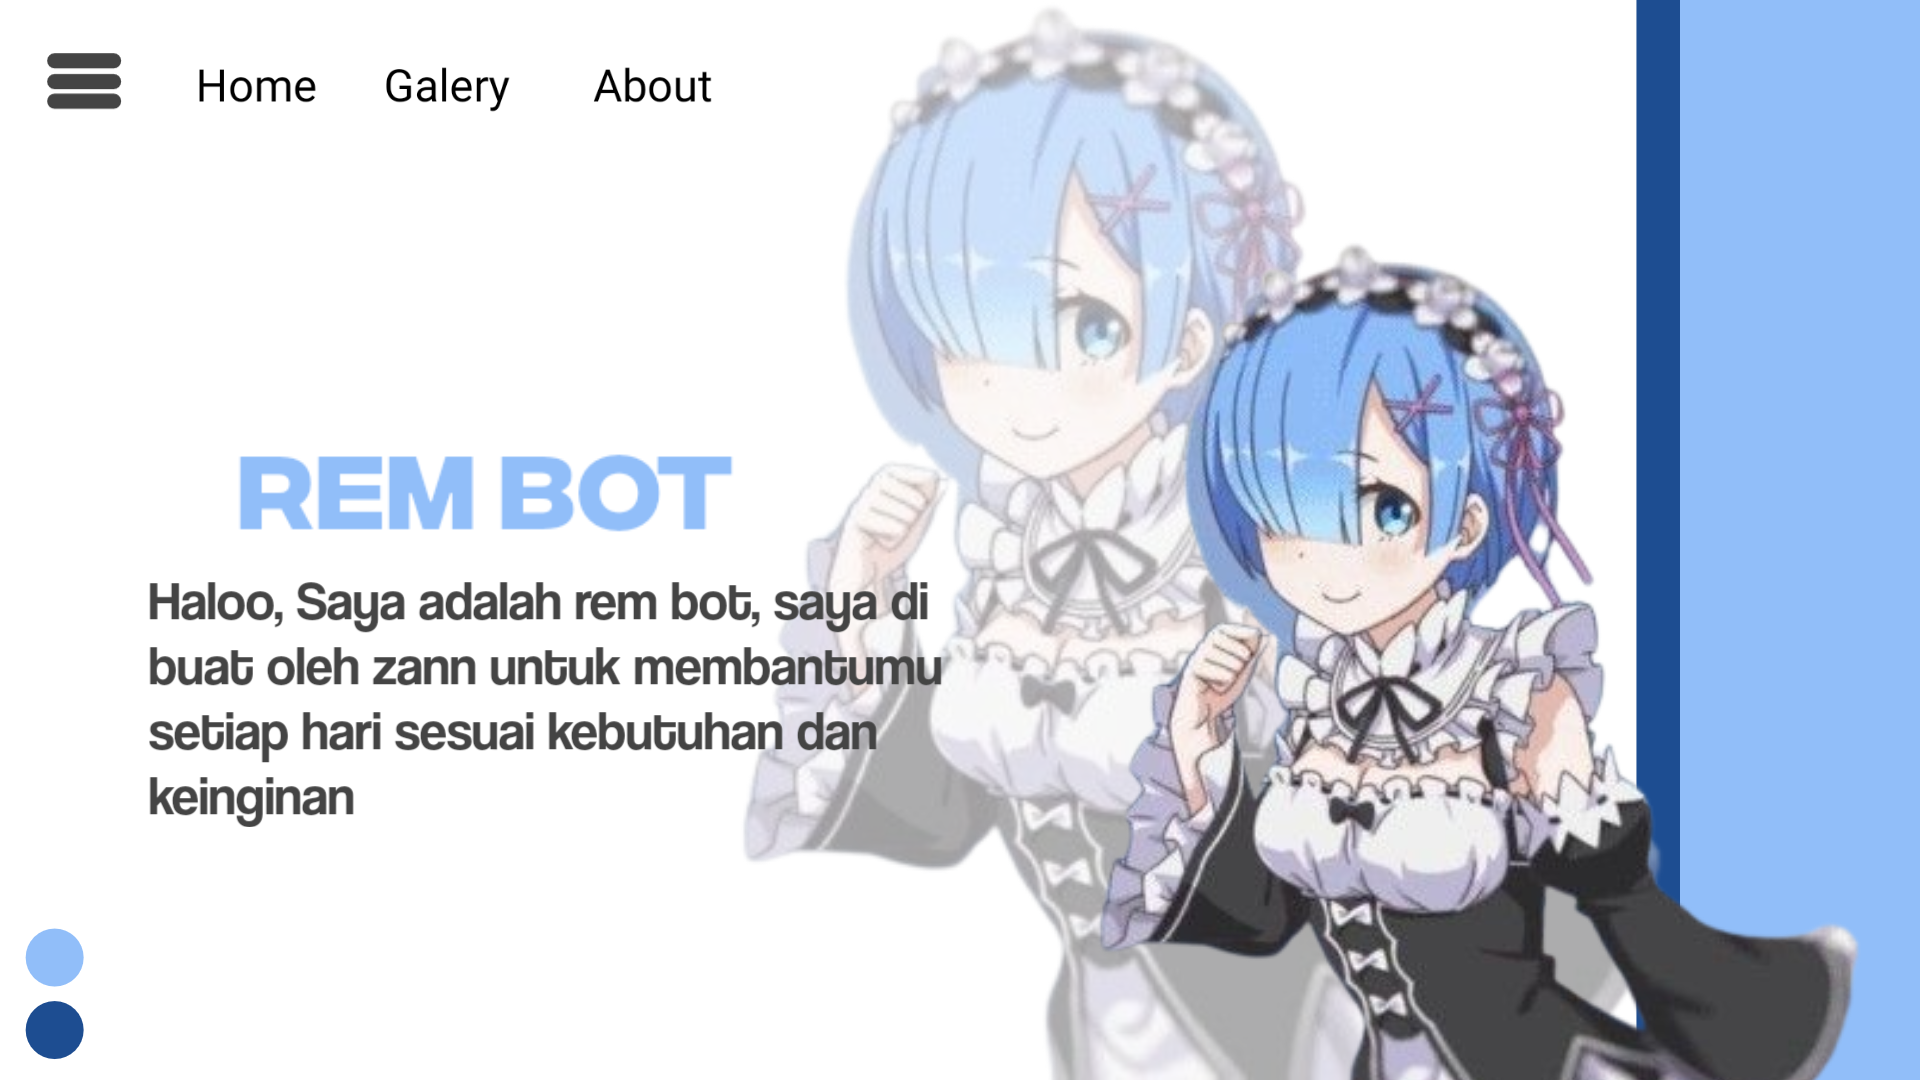 Home Galery About
REM BOT
Haloo, Saya adalah rem bot, saya di
buat oleh zann untuk membantumu
setiap hari sesuai kebutuhan dan
keinginan